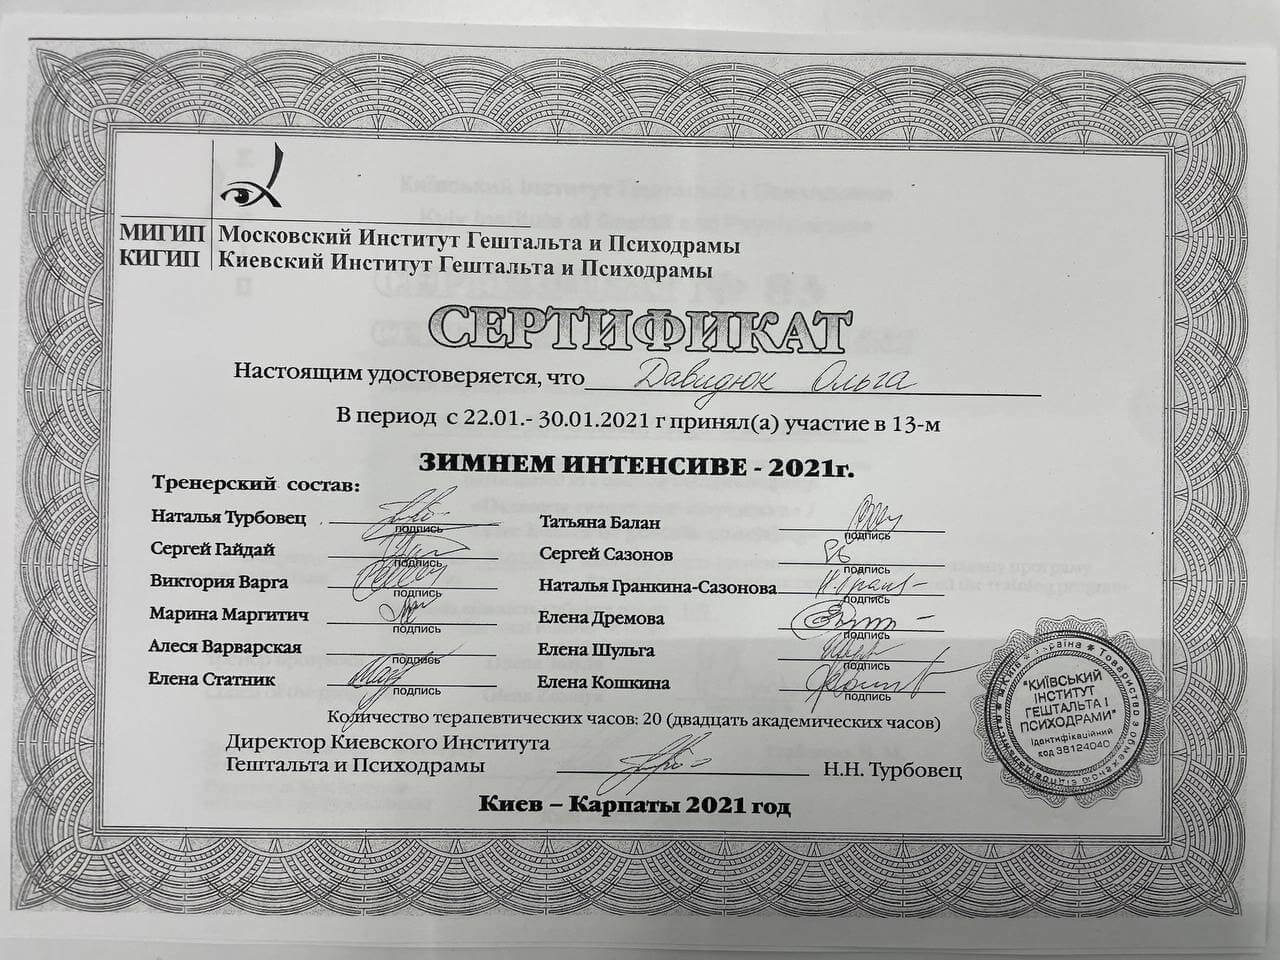 МИГИП Московский Институт Гештальта и Психодрамы
КИГИП Киевский Институт Гештальта и Психодрамы
СЕРТИФИКАТ
Настоящим удостоверяется, что Давидюк Ольга
В период с 22.01.- 30.01.2021 г принял(а) участие в 13-м
ЗИМНЕМ ИНТЕНСИВЕ - 2021г.
Тренерский состав:
Наталья Турбовец подпись Татьяна Балан подпись
Сергей Гайдай подпись Сергей Сазонов подпись
Виктория Варга подпись Наталья Гранкина-Сазонова подпись
Марина Маргитич подпись Елена Дремова подпись
Алеся Варварская подпись Елена Шульга подпись
Елена Статник подпись Елена Кошкина подпись
Количество терапевтических часов: 20 (двадцать академических часов)
Директор Киевского Института
Гештальта и Психодрамы Н.Н. Турбовец
Киев – Карпаты 2021 год
"КИЇВСЬКИЙ
ІНСТИТУТ
ГЕШТАЛЬТА І
ПСИХОДРАМИ"
Ідентифікаційний
код 38124040